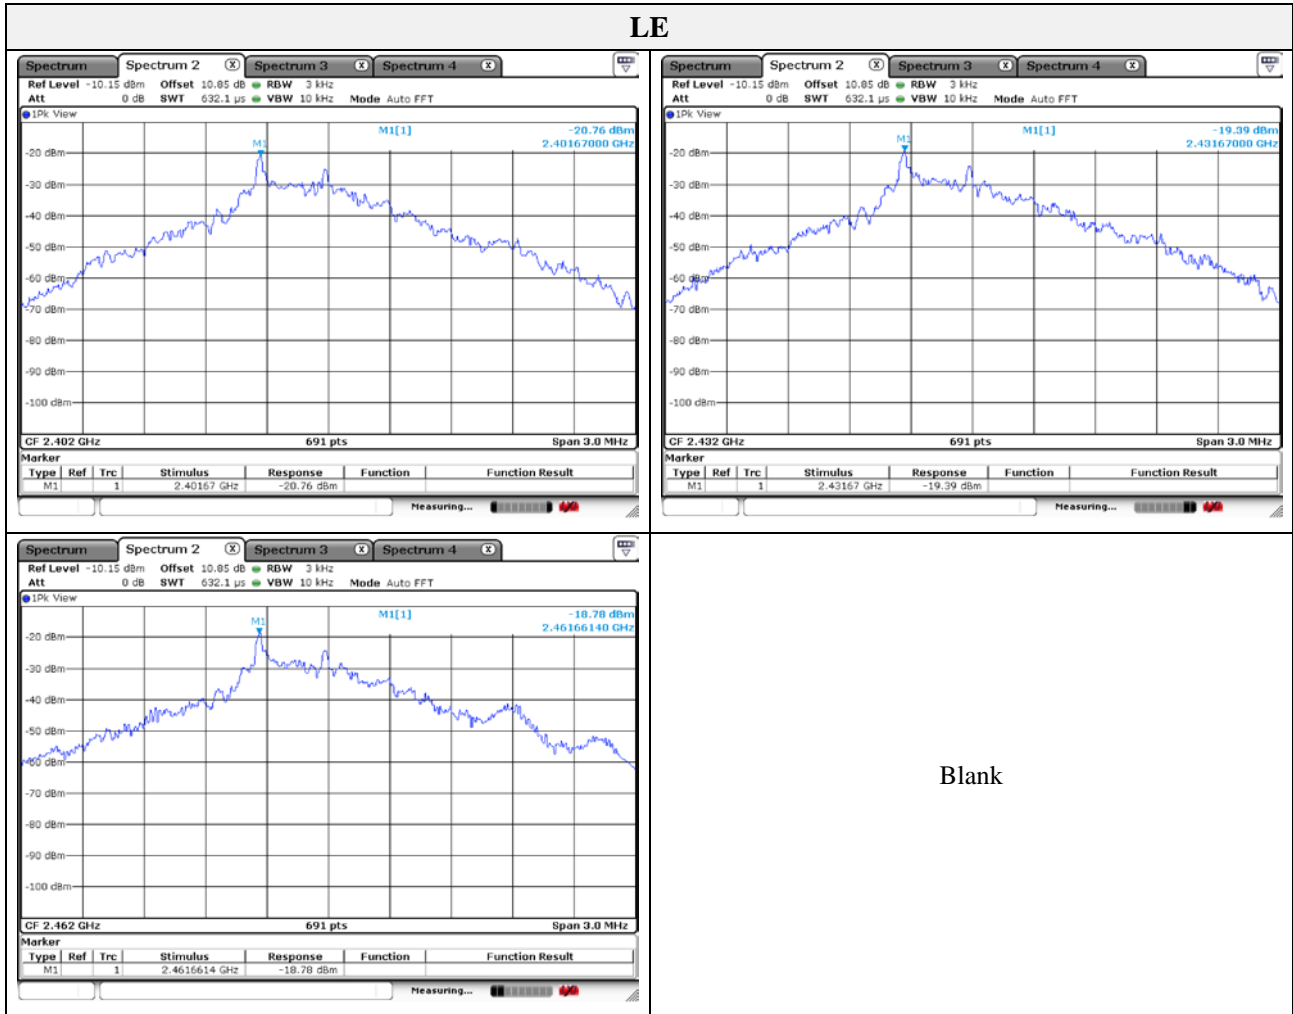 LE
Spectrum Spectrum 2 X Spectrum 3 X Spectrum 4 X
Ref Level -10.15 dBm Offset 10.85 dB RBW 3 kHz
Att 0 dB SWT 632.1 µs VBW 10 kHz Mode Auto FFT
1Pk View
M1[1] -20.76 dBm
2.40167000 GHz
M1
-20 dBm
-30 dBm
-40 dBm
-50 dBm
-60 dBm
-70 dBm
-80 dBm
-90 dBm
-100 dBm
CF 2.402 GHz 691 pts Span 3.0 MHz
Marker
Type Ref Trc Stimulus Response Function Function Result
M1 1 2.40167 GHz -20.76 dBm
Measuring...
Spectrum Spectrum 2 X Spectrum 3 X Spectrum 4 X
Ref Level -10.15 dBm Offset 10.85 dB RBW 3 kHz
Att 0 dB SWT 632.1 µs VBW 10 kHz Mode Auto FFT
1Pk View
M1[1] -19.39 dBm
2.43167000 GHz
M1
-20 dBm
-30 dBm
-40 dBm
-50 dBm
-60 dBm
-70 dBm
-80 dBm
-90 dBm
-100 dBm
CF 2.432 GHz 691 pts Span 3.0 MHz
Marker
Type Ref Trc Stimulus Response Function Function Result
M1 1 2.43167 GHz -19.39 dBm
Measuring...
Spectrum Spectrum 2 X Spectrum 3 X Spectrum 4 X
Ref Level -10.15 dBm Offset 10.85 dB RBW 3 kHz
Att 0 dB SWT 632.1 µs VBW 10 kHz Mode Auto FFT
1Pk View
M1[1] -18.78 dBm
2.46166140 GHz
M1
-20 dBm
-30 dBm
-40 dBm
-50 dBm
-60 dBm
-70 dBm
-80 dBm
-90 dBm
-100 dBm
CF 2.462 GHz 691 pts Span 3.0 MHz
Marker
Type Ref Trc Stimulus Response Function Function Result
M1 1 2.4616614 GHz -18.78 dBm
Measuring...
Blank